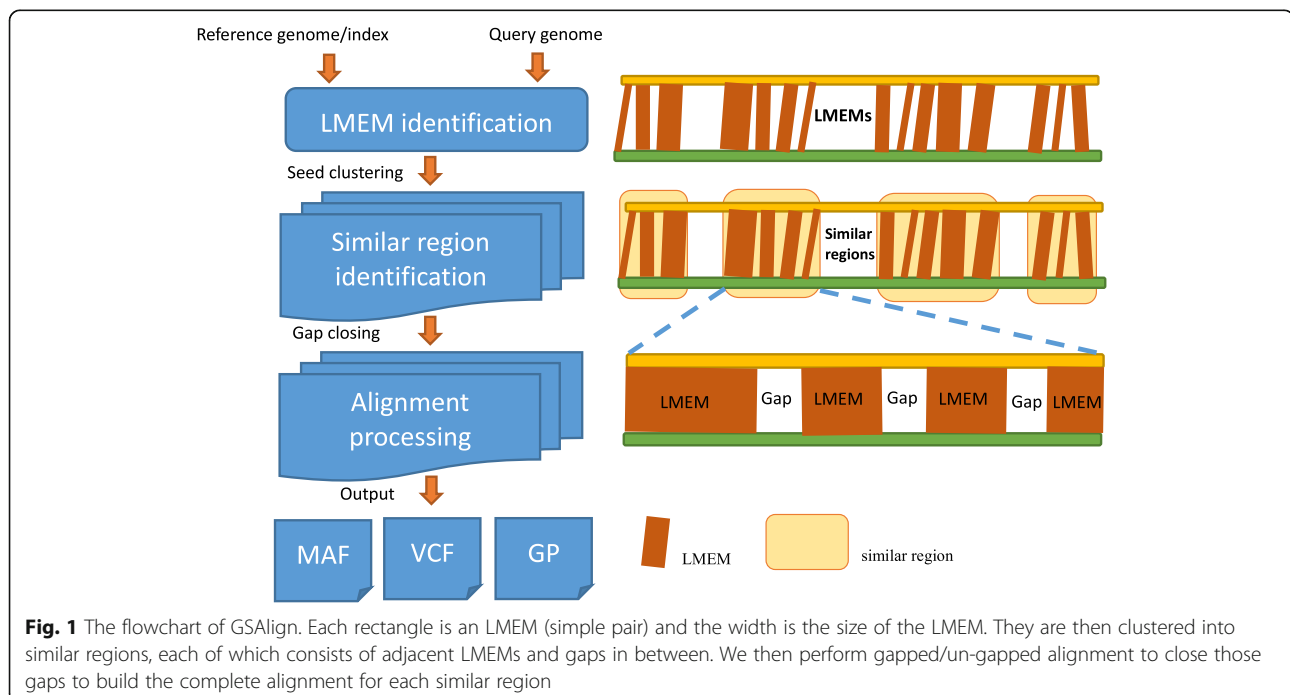 Reference genome/index
Query genome
LMEM identification
LMEMs
Seed clustering
Similar region
identification
Similar
regions
Gap closing
Alignment
processing
LMEM
Gap
LMEM
Gap
LMEM
Gap
LMEM
Output
MAF
VCF
GP
LMEM
similar region
Fig. 1 The flowchart of GSAlign. Each rectangle is an LMEM (simple pair) and the width is the size of the LMEM. They are then clustered into
similar regions, each of which consists of adjacent LMEMs and gaps in between. We then perform gapped/un-gapped alignment to close those
gaps to build the complete alignment for each similar region